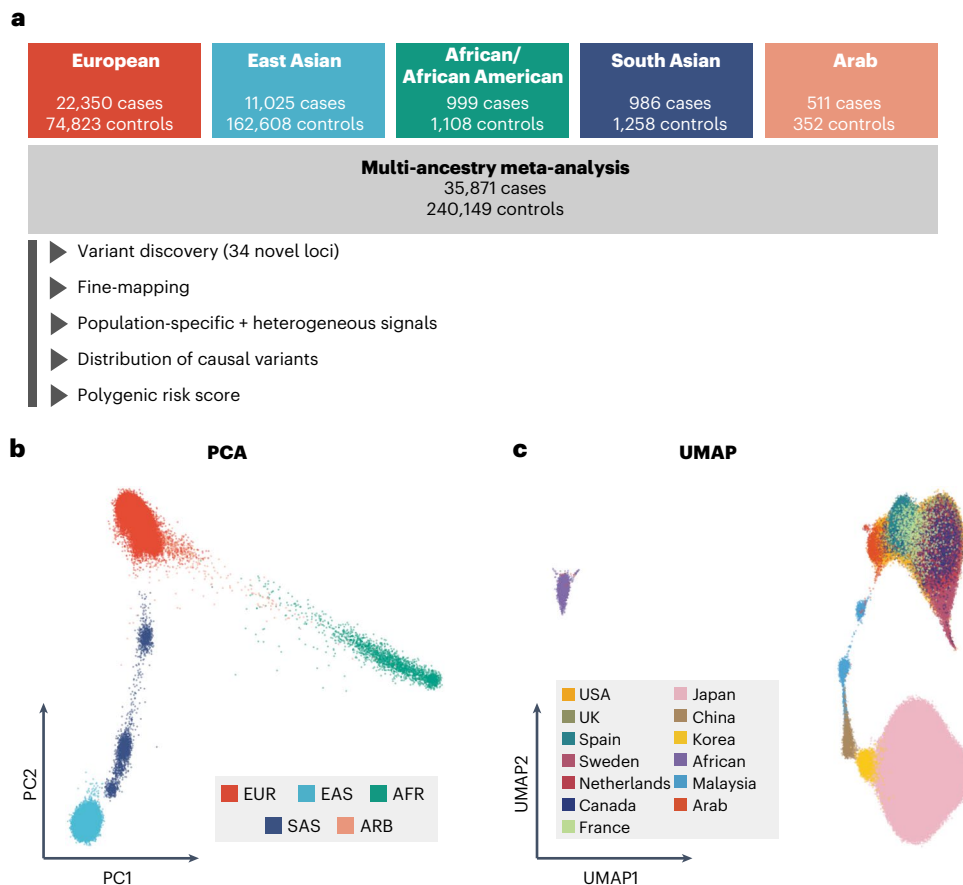 a
European
22,350 cases
74,823 controls
East Asian
11,025 cases
162,608 controls
African/
African American
999 cases
1,108 controls
South Asian
986 cases
1,258 controls
Arab
511 cases
352 controls
Multi-ancestry meta-analysis
35,871 cases
240,149 controls
Variant discovery (34 novel loci)
Fine-mapping
Population-specific + heterogeneous signals
Distribution of causal variants
Polygenic risk score
b
PCA
PC2
PC1
EUR
EAS
AFR
SAS
ARB
c
UMAP
UMAP2
UMAP1
USA
UK
Spain
Sweden
Netherlands
Canada
France
Japan
China
Korea
African
Malaysia
Arab